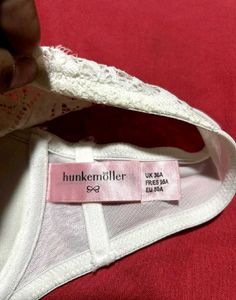 hunkemöller
UK 36A
FR/ES 95A
EU 80A